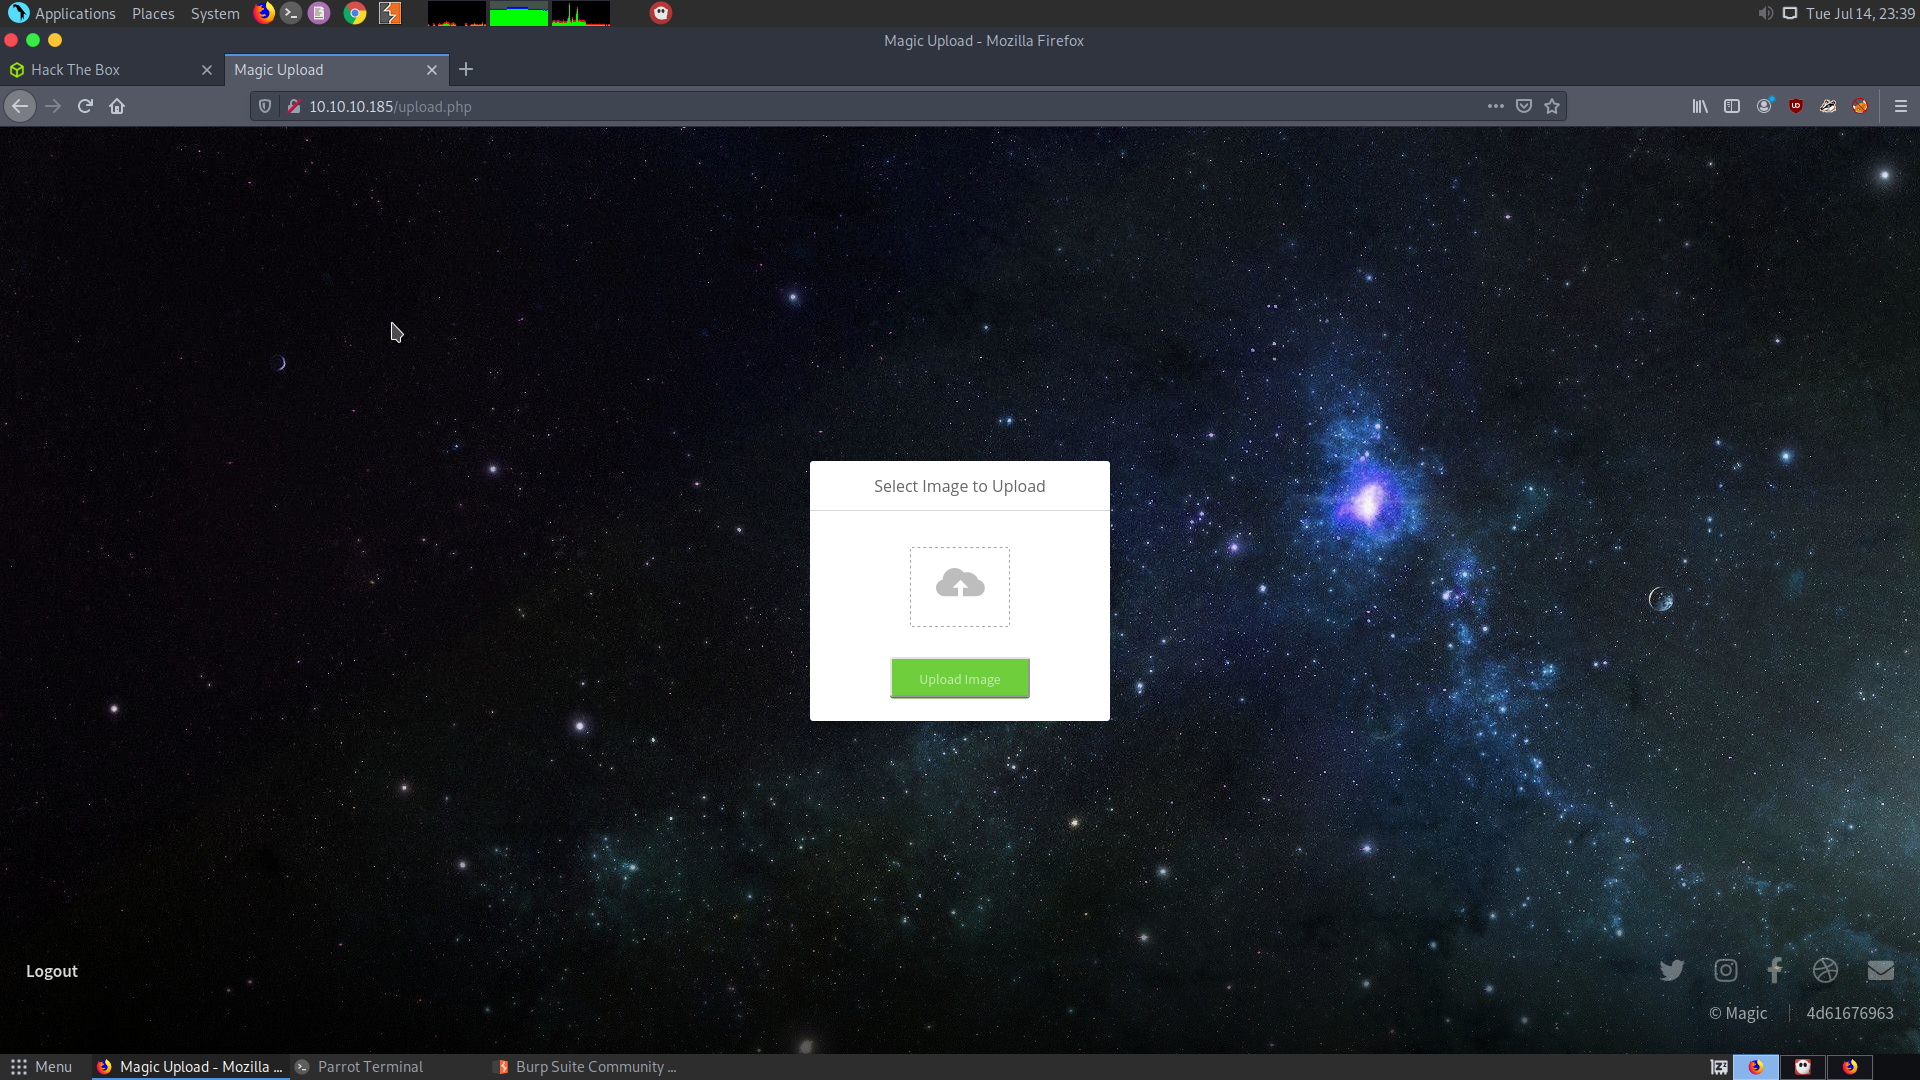 Applications Places System Tue Jul 14, 23:39
Magic Upload - Mozilla Firefox
Hack The Box Magic Upload
10.10.10.185/upload.php
Select Image to Upload
Upload Image
Logout
© Magic 4d61676963
Menu Magic Upload - Mozilla ... Parrot Terminal Burp Suite Community ...